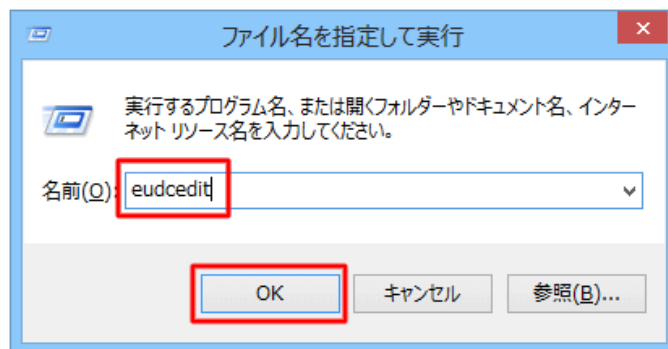 ファイル名を指定して実行
実行するプログラム名、または開くフォルダーやドキュメント名、インター
ネット リソース名を入力してください。
名前(O): eudcedit
OK キャンセル 参照(B)...